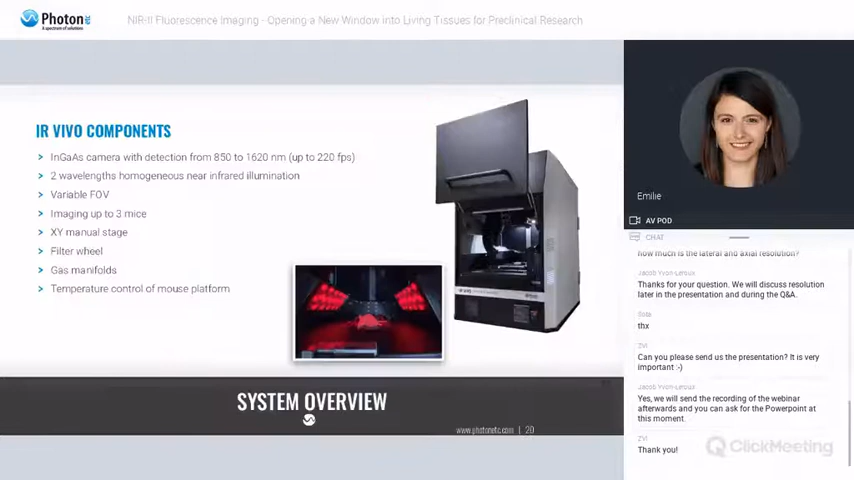 Photon etc
A spectrum of solutions.
NIR-II Fluorescence Imaging - Opening a New Window into Living Tissues for Preclinical Research
IR VIVO COMPONENTS
> InGaAs camera with detection from 850 to 1620 nm (up to 220 fps)
> 2 wavelengths homogeneous near infrared illumination
> Variable FOV
> Imaging up to 3 mice
> XY manual stage
> Filter wheel
> Gas manifolds
> Temperature control of mouse platform
IR VIVO
SYSTEM OVERVIEW
www.photonetc.com | 20
Emilie
AV POD
CHAT
how much is the lateral and axial resolution?
Jacob Yvon-Leroux
Thanks for your question. We will discuss resolution
later in the presentation and during the Q&A.
thx
ZVI
Can you please send us the presentation? It is very
important :-)
Jacob Yvon-Leroux
Yes, we will send the recording of the webinar
afterwards and you can ask for the Powerpoint at
this moment.
ZVI
Thank you!
ClickMeeting